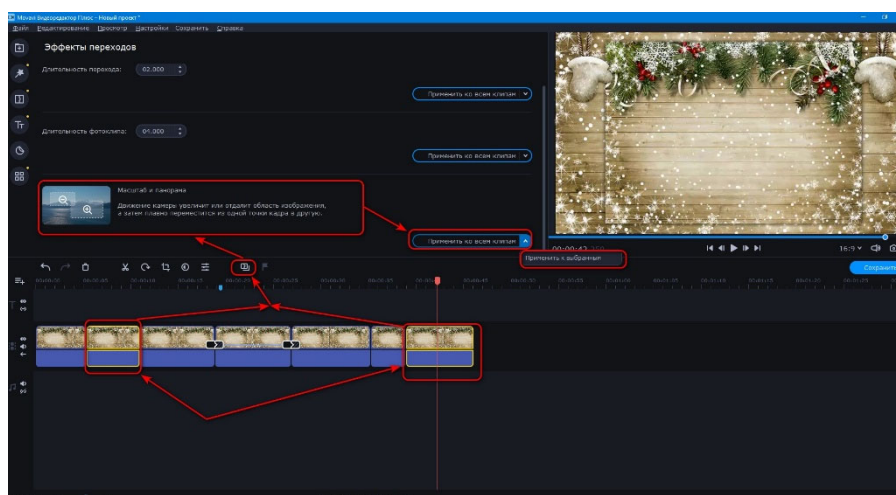 Movavi Видеоредактор Плюс - Новый проект*
Файл Редактирование Просмотр Настройки Сохранить Справка
Эффекты переходов
Длительность перехода: 02.000
Применить ко всем клипам
Длительность фотоклипа: 04.000
Применить ко всем клипам
Масштаб и панорама
Движение камеры увеличит или отдалит область изображения,
а затем плавно переместится из одной точки кадра в другую.
Применить ко всем клипам
Применить к выбранным
16:9
Сохранить